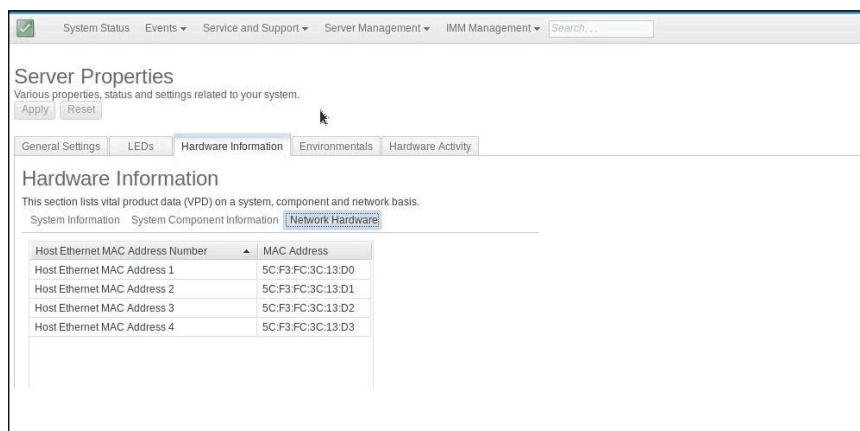 System Status Events Service and Support Server Management IMM Management Search...
Server Properties
Various properties, status and settings related to your system.
Apply Reset
General Settings LEDs Hardware Information Environmentals Hardware Activity
Hardware Information
This section lists vital product data (VPD) on a system, component and network basis.
System Information System Component Information Network Hardware
Host Ethernet MAC Address Number MAC Address
Host Ethernet MAC Address 1 5C:F3:FC:3C:13:D0
Host Ethernet MAC Address 2 5C:F3:FC:3C:13:D1
Host Ethernet MAC Address 3 5C:F3:FC:3C:13:D2
Host Ethernet MAC Address 4 5C:F3:FC:3C:13:D3